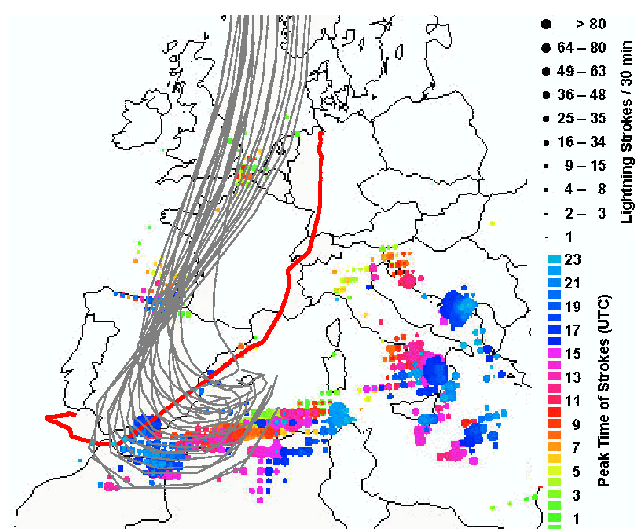 > 80
64 – 80
49 – 63
36 – 48
25 – 35
16 – 34
9 – 15
4 – 8
2 – 3
1
Lightning Strokes / 30 min
23
21
19
17
15
13
11
9
7
5
3
1
Peak Time of Strokes (UTC)